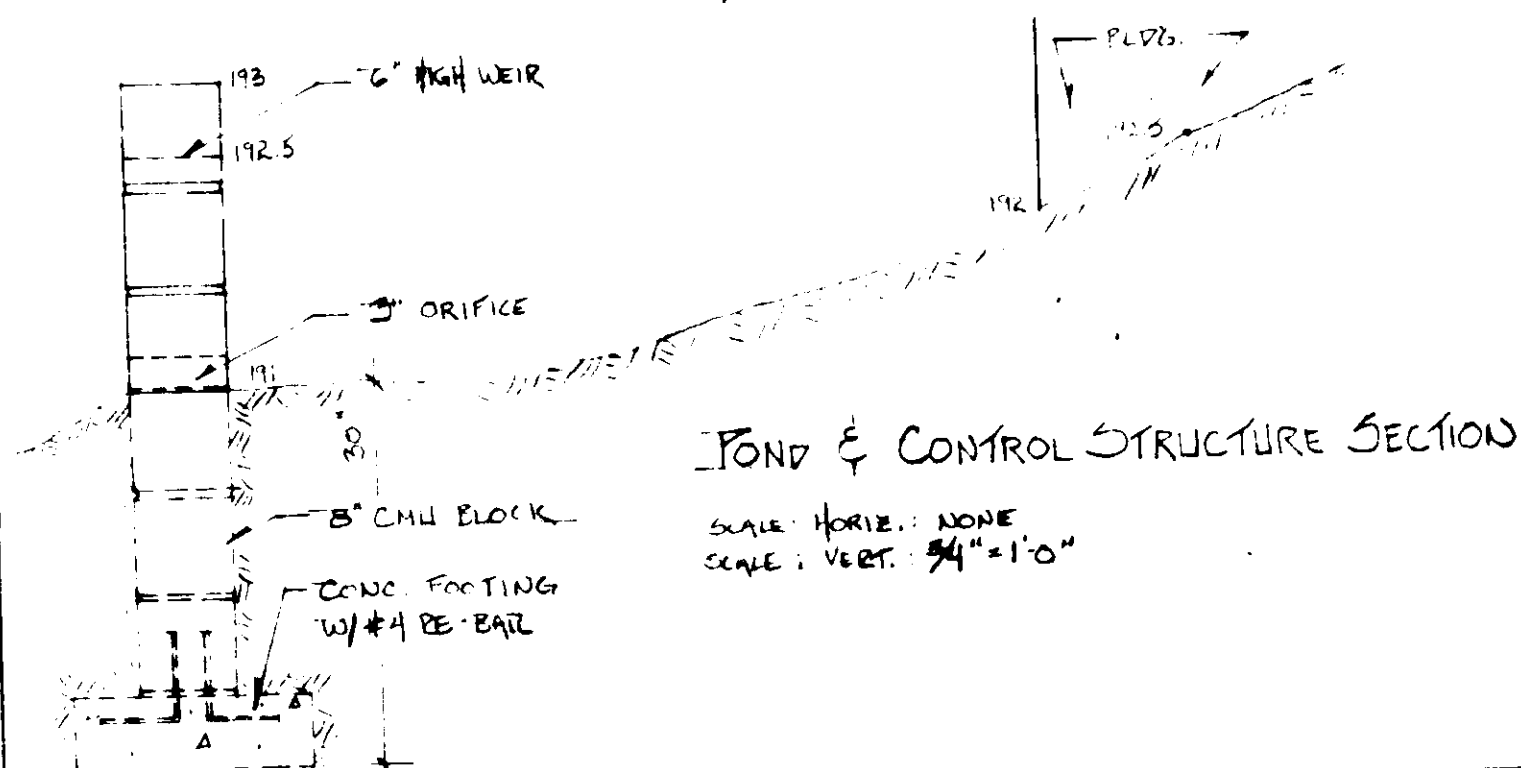 193
6" HIGH WEIR
192.5
BLDG.
192.5
192
3" ORIFICE
191
30"
POND & CONTROL STRUCTURE SECTION
8" CMU BLOCK
SCALE HORIZ.: NONE
SCALE : VERT. : 3/4" = 1'-0"
CONC. FOOTING
W/ #4 RE-BAR